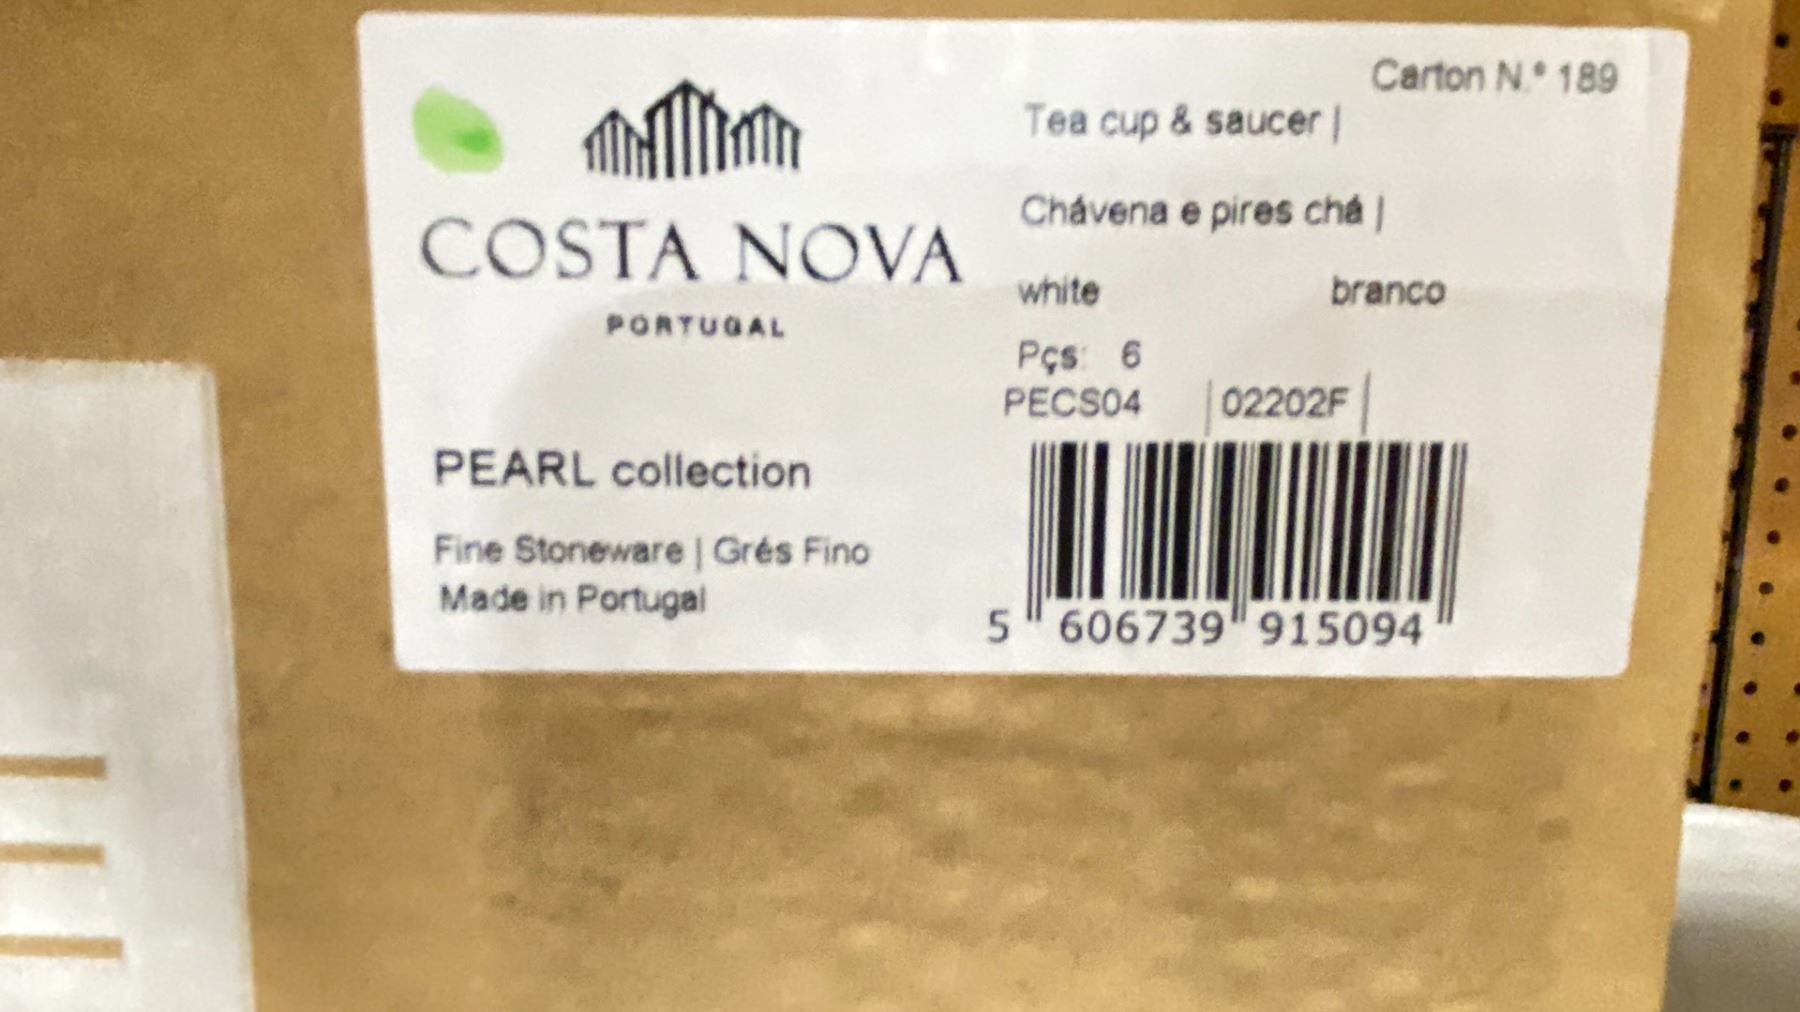 COSTA NOVA
PORTUGAL
PEARL collection
Fine Stoneware | Grés Fino
Made in Portugal
Carton N.º 189
Tea cup & saucer |
Chávena e pires chá |
white branco
Pçs: 6
PECS04 | 02202F |
5 606739 915094